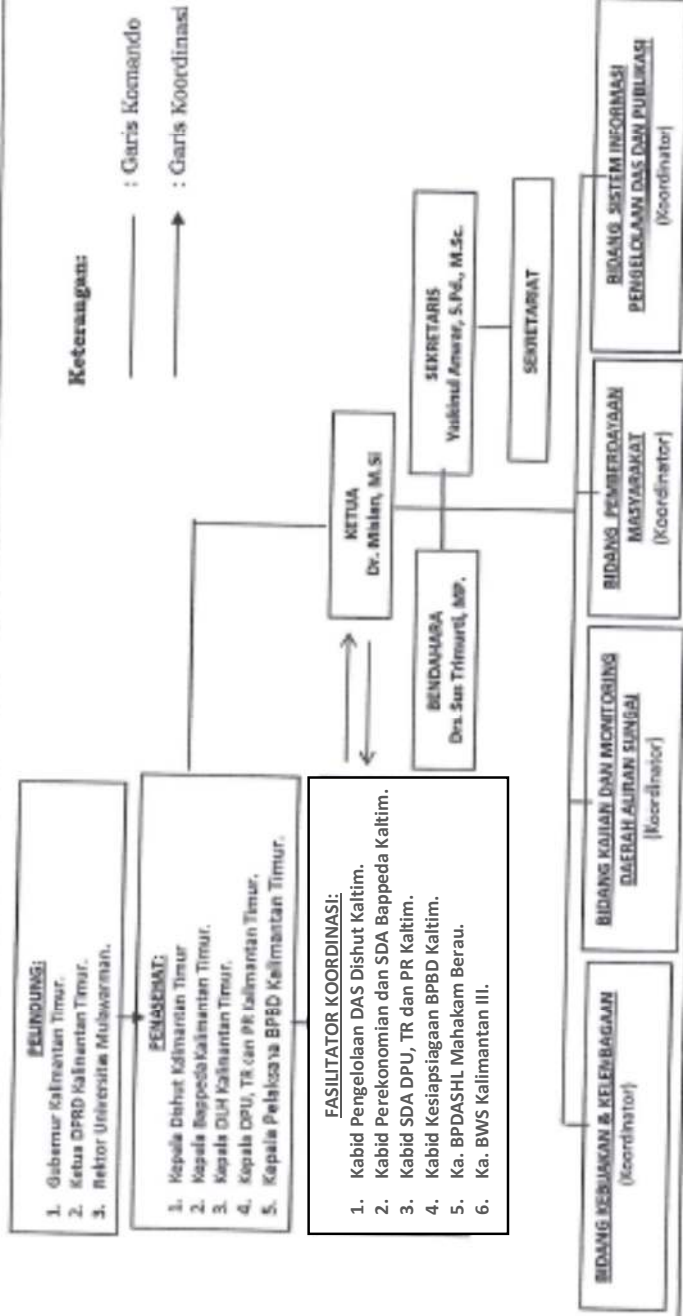 Keterangan:
: Garis Komando
: Garis Koordinasi
PELINDUNG:
1. Gubernur Kalimantan Timur.
2. Ketua DPRD Kalimantan Timur.
3. Rektor Universitas Mulawarman.
PENASEHAT:
1. Kepala Dishut Kalimantan Timur
2. Kepala Bappeda Kalimantan Timur.
3. Kepala DLH Kalimantan Timur.
4. Kepala DPU, TR dan PR Kalimantan Timur.
5. Kepala Pelaksana BPBD Kalimantan Timur.
FASILITATOR KOORDINASI:
1. Kabid Pengelolaan DAS Dishut Kaltim.
2. Kabid Perekonomian dan SDA Bappeda Kaltim.
3. Kabid SDA DPU, TR dan PR Kaltim.
4. Kabid Kesiapsiagaan BPBD Kaltim.
5. Ka. BPDASHL Mahakam Berau.
6. Ka. BWS Kalimantan III.
KETUA
Dr. Mislan, M.Si
BENDAHARA
Drs. Sus Trimurti, MP.
SEKRETARIS
Yaskinul Anwar, S.Pd., M.Sc.
SEKRETARIAT
BIDANG KEBIJAKAN & KELENBAGAAN
(Koordinator)
BIDANG KAJIAN DAN MONITORING
DAERAH ALIRAN SUNGAI
(Koordinator)
BIDANG PEMBERDAYAAN
MASYARAKAT
(Koordinator)
BIDANG SISTEM INFORMASI
PENGELOLAAN DAS DAN PUBLIKASI
(Koordinator)